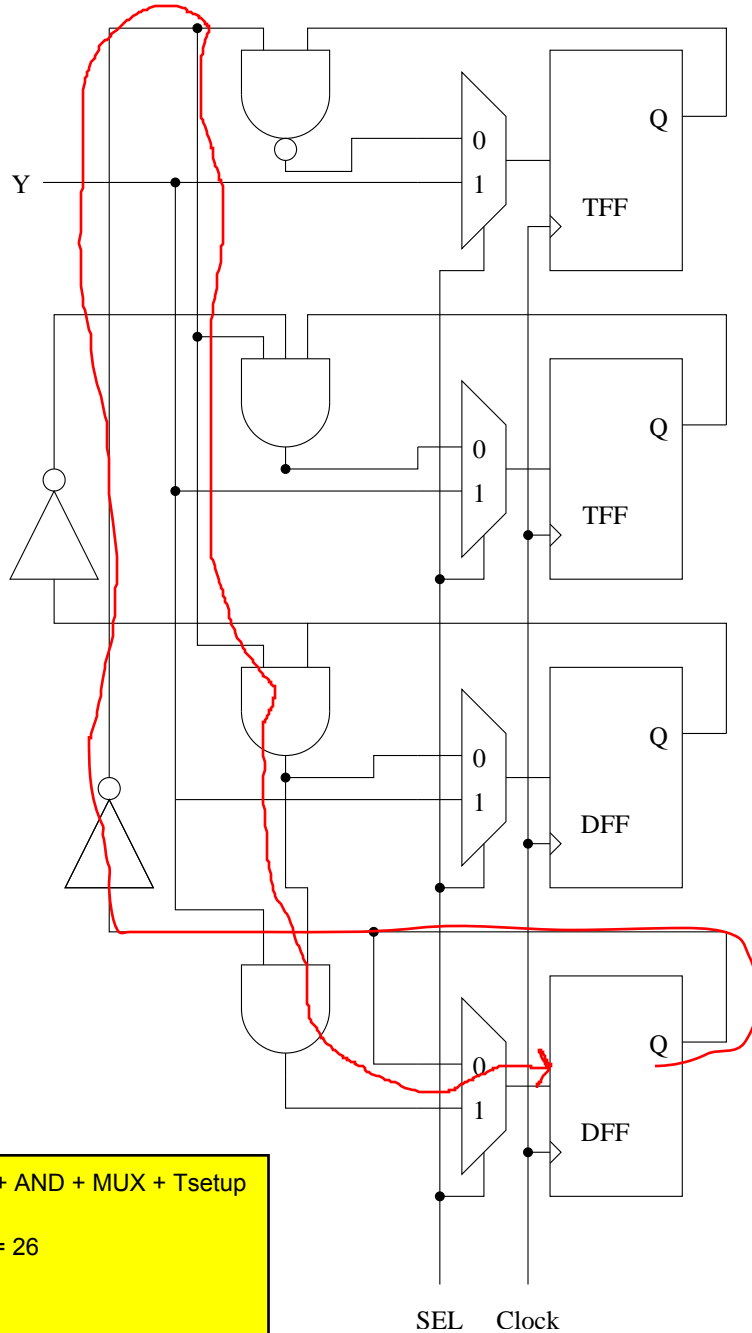 Q
0
Y
1
TFF
Q
0
1
TFF
Q
0
1
DFF
Q
0
1
DFF
+ AND + MUX + Tsetup
= 26
SEL Clock